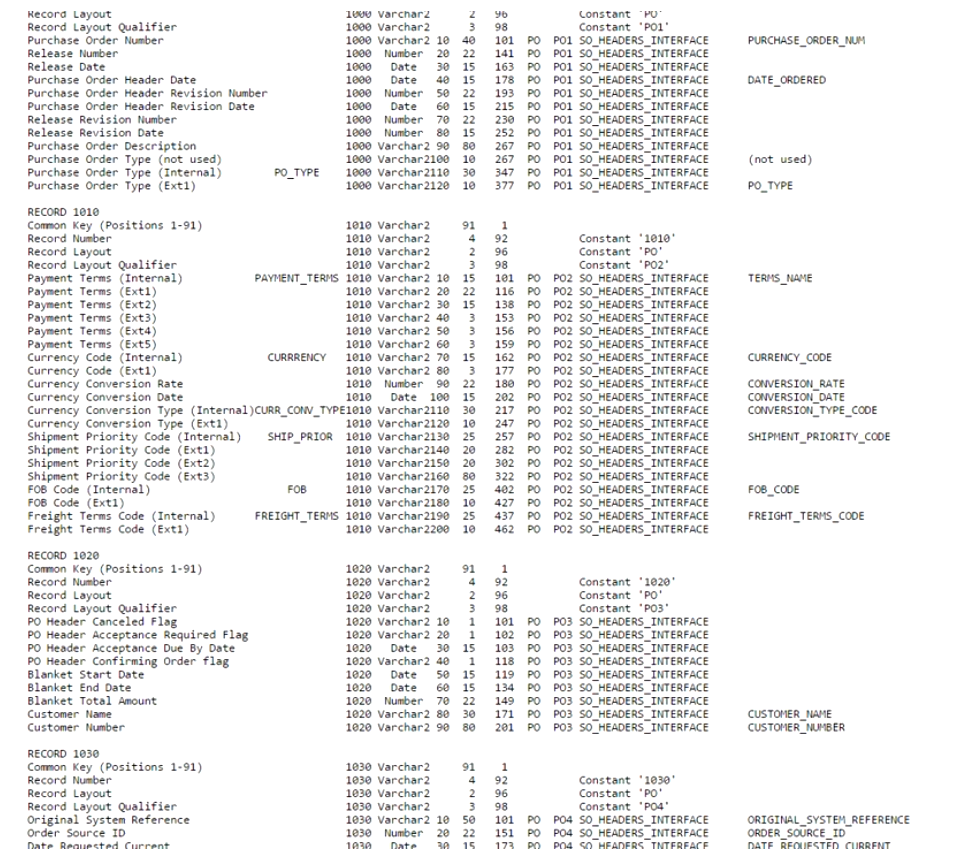 Record Layout 1000 Varchar2 2 96 Constant 'PO'
Record Layout Qualifier 1000 Varchar2 3 98 Constant 'PO1'
Purchase Order Number 1000 Varchar2 10 40 101 PO PO1 SO_HEADERS_INTERFACE PURCHASE_ORDER_NUM
Release Number 1000 Number 20 22 141 PO PO1 SO_HEADERS_INTERFACE
Release Date 1000 Date 30 15 163 PO PO1 SO_HEADERS_INTERFACE
Purchase Order Header Date 1000 Date 40 15 178 PO PO1 SO_HEADERS_INTERFACE DATE_ORDERED
Purchase Order Header Revision Number 1000 Number 50 22 193 PO PO1 SO_HEADERS_INTERFACE
Purchase Order Header Revision Date 1000 Date 60 15 215 PO PO1 SO_HEADERS_INTERFACE
Release Revision Number 1000 Number 70 22 230 PO PO1 SO_HEADERS_INTERFACE
Release Revision Date 1000 Number 80 15 252 PO PO1 SO_HEADERS_INTERFACE
Purchase Order Description 1000 Varchar2 90 80 267 PO PO1 SO_HEADERS_INTERFACE
Purchase Order Type (not used) 1000 Varchar2100 10 267 PO PO1 SO_HEADERS_INTERFACE (not used)
Purchase Order Type (Internal) PO_TYPE 1000 Varchar2110 30 347 PO PO1 SO_HEADERS_INTERFACE
Purchase Order Type (Ext1) 1000 Varchar2120 10 377 PO PO1 SO_HEADERS_INTERFACE PO_TYPE
RECORD 1010
Common Key (Positions 1-91) 1010 Varchar2 91 1
Record Number 1010 Varchar2 4 92 Constant '1010'
Record Layout 1010 Varchar2 2 96 Constant 'PO'
Record Layout Qualifier 1010 Varchar2 3 98 Constant 'PO2'
Payment Terms (Internal) PAYMENT_TERMS 1010 Varchar2 10 15 101 PO PO2 SO_HEADERS_INTERFACE TERMS_NAME
Payment Terms (Ext1) 1010 Varchar2 20 22 116 PO PO2 SO_HEADERS_INTERFACE
Payment Terms (Ext2) 1010 Varchar2 30 15 138 PO PO2 SO_HEADERS_INTERFACE
Payment Terms (Ext3) 1010 Varchar2 40 3 153 PO PO2 SO_HEADERS_INTERFACE
Payment Terms (Ext4) 1010 Varchar2 50 3 156 PO PO2 SO_HEADERS_INTERFACE
Payment Terms (Ext5) 1010 Varchar2 60 3 159 PO PO2 SO_HEADERS_INTERFACE
Currency Code (Internal) CURRRENCY 1010 Varchar2 70 15 162 PO PO2 SO_HEADERS_INTERFACE CURRENCY_CODE
Currency Code (Ext1) 1010 Varchar2 80 3 177 PO PO2 SO_HEADERS_INTERFACE
Currency Conversion Rate 1010 Number 90 22 180 PO PO2 SO_HEADERS_INTERFACE CONVERSION_RATE
Currency Conversion Date 1010 Date 100 15 202 PO PO2 SO_HEADERS_INTERFACE CONVERSION_DATE
Currency Conversion Type (Internal)CURR_CONV_TYPE1010 Varchar2110 30 217 PO PO2 SO_HEADERS_INTERFACE CONVERSION_TYPE_CODE
Currency Conversion Type (Ext1) 1010 Varchar2120 10 247 PO PO2 SO_HEADERS_INTERFACE
Shipment Priority Code (Internal) SHIP_PRIOR 1010 Varchar2130 25 257 PO PO2 SO_HEADERS_INTERFACE SHIPMENT_PRIORITY_CODE
Shipment Priority Code (Ext1) 1010 Varchar2140 20 282 PO PO2 SO_HEADERS_INTERFACE
Shipment Priority Code (Ext2) 1010 Varchar2150 20 302 PO PO2 SO_HEADERS_INTERFACE
Shipment Priority Code (Ext3) 1010 Varchar2160 80 322 PO PO2 SO_HEADERS_INTERFACE
FOB Code (Internal) FOB 1010 Varchar2170 25 402 PO PO2 SO_HEADERS_INTERFACE FOB_CODE
FOB Code (Ext1) 1010 Varchar2180 10 427 PO PO2 SO_HEADERS_INTERFACE
Freight Terms Code (Internal) FREIGHT_TERMS 1010 Varchar2190 25 437 PO PO2 SO_HEADERS_INTERFACE FREIGHT_TERMS_CODE
Freight Terms Code (Ext1) 1010 Varchar2200 10 462 PO PO2 SO_HEADERS_INTERFACE
RECORD 1020
Common Key (Positions 1-91) 1020 Varchar2 91 1
Record Number 1020 Varchar2 4 92 Constant '1020'
Record Layout 1020 Varchar2 2 96 Constant 'PO'
Record Layout Qualifier 1020 Varchar2 3 98 Constant 'PO3'
PO Header Canceled Flag 1020 Varchar2 10 1 101 PO PO3 SO_HEADERS_INTERFACE
PO Header Acceptance Required Flag 1020 Varchar2 20 1 102 PO PO3 SO_HEADERS_INTERFACE
PO Header Acceptance Due By Date 1020 Date 30 15 103 PO PO3 SO_HEADERS_INTERFACE
PO Header Confirming Order flag 1020 Varchar2 40 1 118 PO PO3 SO_HEADERS_INTERFACE
Blanket Start Date 1020 Date 50 15 119 PO PO3 SO_HEADERS_INTERFACE
Blanket End Date 1020 Date 60 15 134 PO PO3 SO_HEADERS_INTERFACE
Blanket Total Amount 1020 Number 70 22 149 PO PO3 SO_HEADERS_INTERFACE
Customer Name 1020 Varchar2 80 30 171 PO PO3 SO_HEADERS_INTERFACE CUSTOMER_NAME
Customer Number 1020 Varchar2 90 80 201 PO PO3 SO_HEADERS_INTERFACE CUSTOMER_NUMBER
RECORD 1030
Common Key (Positions 1-91) 1030 Varchar2 91 1
Record Number 1030 Varchar2 4 92 Constant '1030'
Record Layout 1030 Varchar2 2 96 Constant 'PO'
Record Layout Qualifier 1030 Varchar2 3 98 Constant 'PO4'
Original System Reference 1030 Varchar2 10 50 101 PO PO4 SO_HEADERS_INTERFACE ORIGINAL_SYSTEM_REFERENCE
Order Source ID 1030 Number 20 22 151 PO PO4 SO_HEADERS_INTERFACE ORDER_SOURCE_ID
Date Requested Current 1030 Date 30 15 173 PO PO4 SO_HEADERS_INTERFACE DATE_REQUESTED_CURRENT